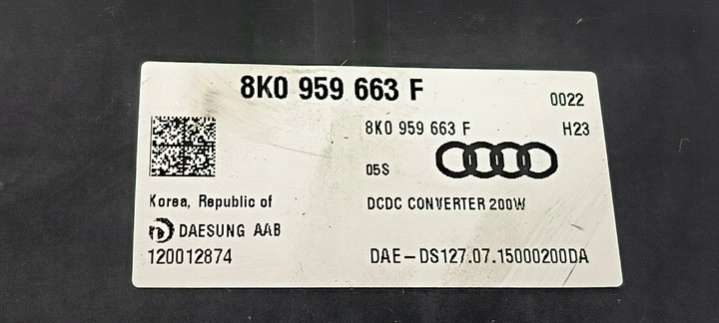 8K0 959 663 F
0022
8K0 959 663 F
H23
05S
Korea, Republic of
DCDC CONVERTER 200W
DAESUNG AAB
120012874
DAE-DS127.07.15000200DA